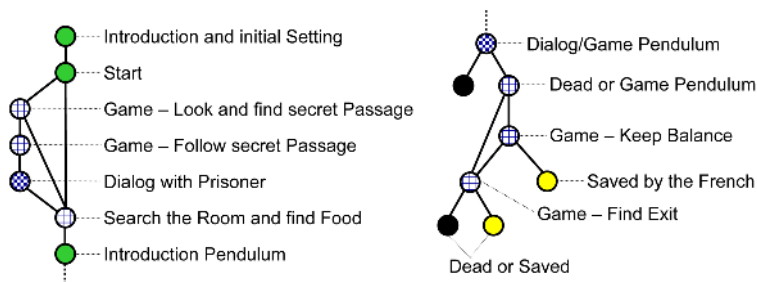 Introduction and initial Setting
Start
Game – Look and find secret Passage
Game – Follow secret Passage
Dialog with Prisoner
Search the Room and find Food
Introduction Pendulum
Dialog/Game Pendulum
Dead or Game Pendulum
Game – Keep Balance
Saved by the French
Game – Find Exit
Dead or Saved